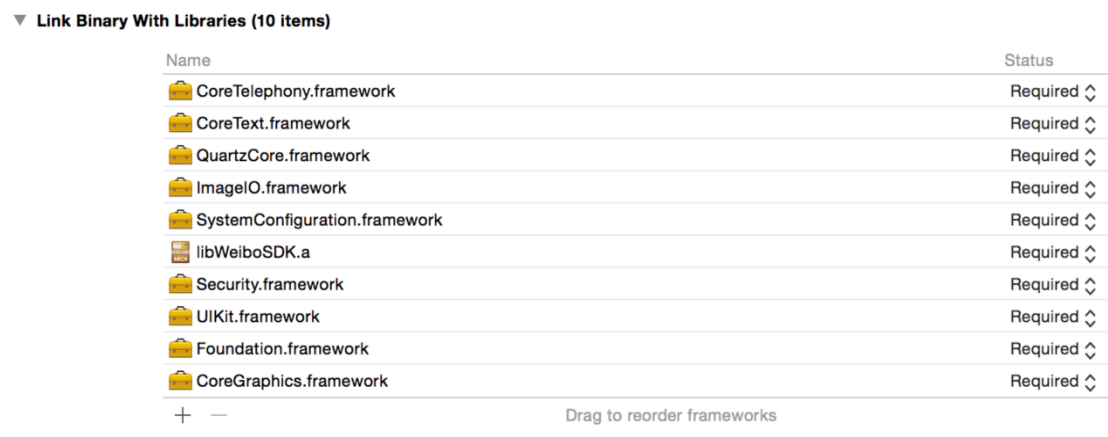 Link Binary With Libraries (10 items)
Name Status
CoreTelephony.framework Required
CoreText.framework Required
QuartzCore.framework Required
ImageIO.framework Required
SystemConfiguration.framework Required
libWeiboSDK.a Required
Security.framework Required
UIKit.framework Required
Foundation.framework Required
CoreGraphics.framework Required
+ − Drag to reorder frameworks